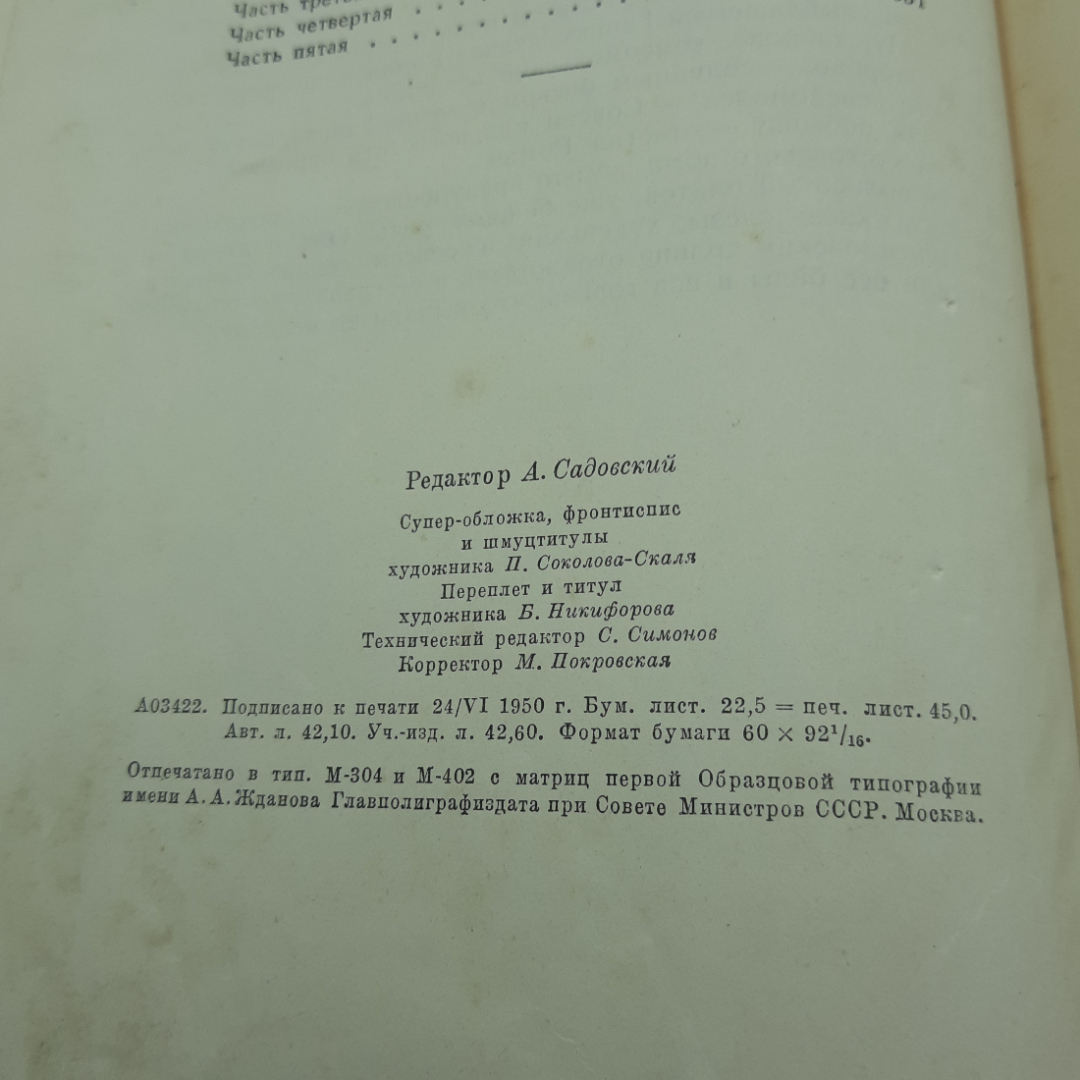 Часть
Часть четвертая . . .
Часть пятая . . . . . . . . . . .
Редактор А. Садовский
Супер-обложка, фронтиспис
и шмуцтитулы
художника П. Соколова-Скаля
Переплет и титул
художника Б. Никифорова
Технический редактор С. Симонов
Корректор М. Покровская
А03422. Подписано к печати 24/VI 1950 г. Бум. лист. 22,5 = печ. лист. 45,0.
Авт. л. 42,10. Уч.-изд. л. 42,60. Формат бумаги 60 × 92¹/₁₆.
Отпечатано в тип. М-304 и М-402 с матриц первой Образцовой типографии
имени А. А. Жданова Главполиграфиздата при Совете Министров СССР. Москва.